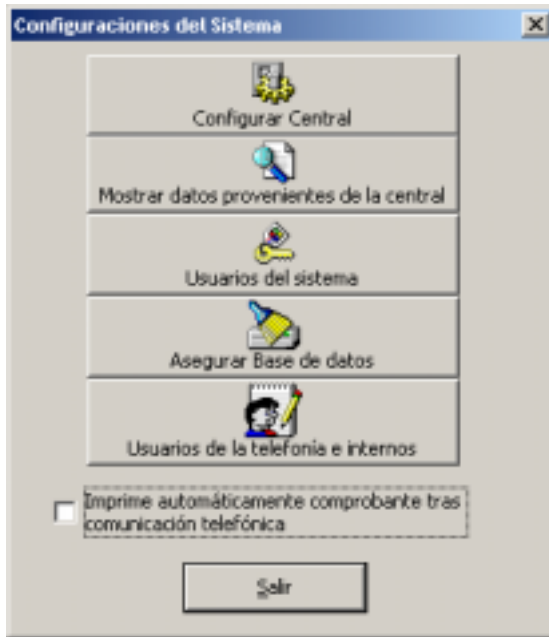 Configuraciones del Sistema
Configurar Central
Mostrar datos provenientes de la central
Usuarios del sistema
Asegurar Base de datos
Usuarios de la telefonía e internos
Imprime automáticamente comprobante tras
comunicación telefónica
Salir